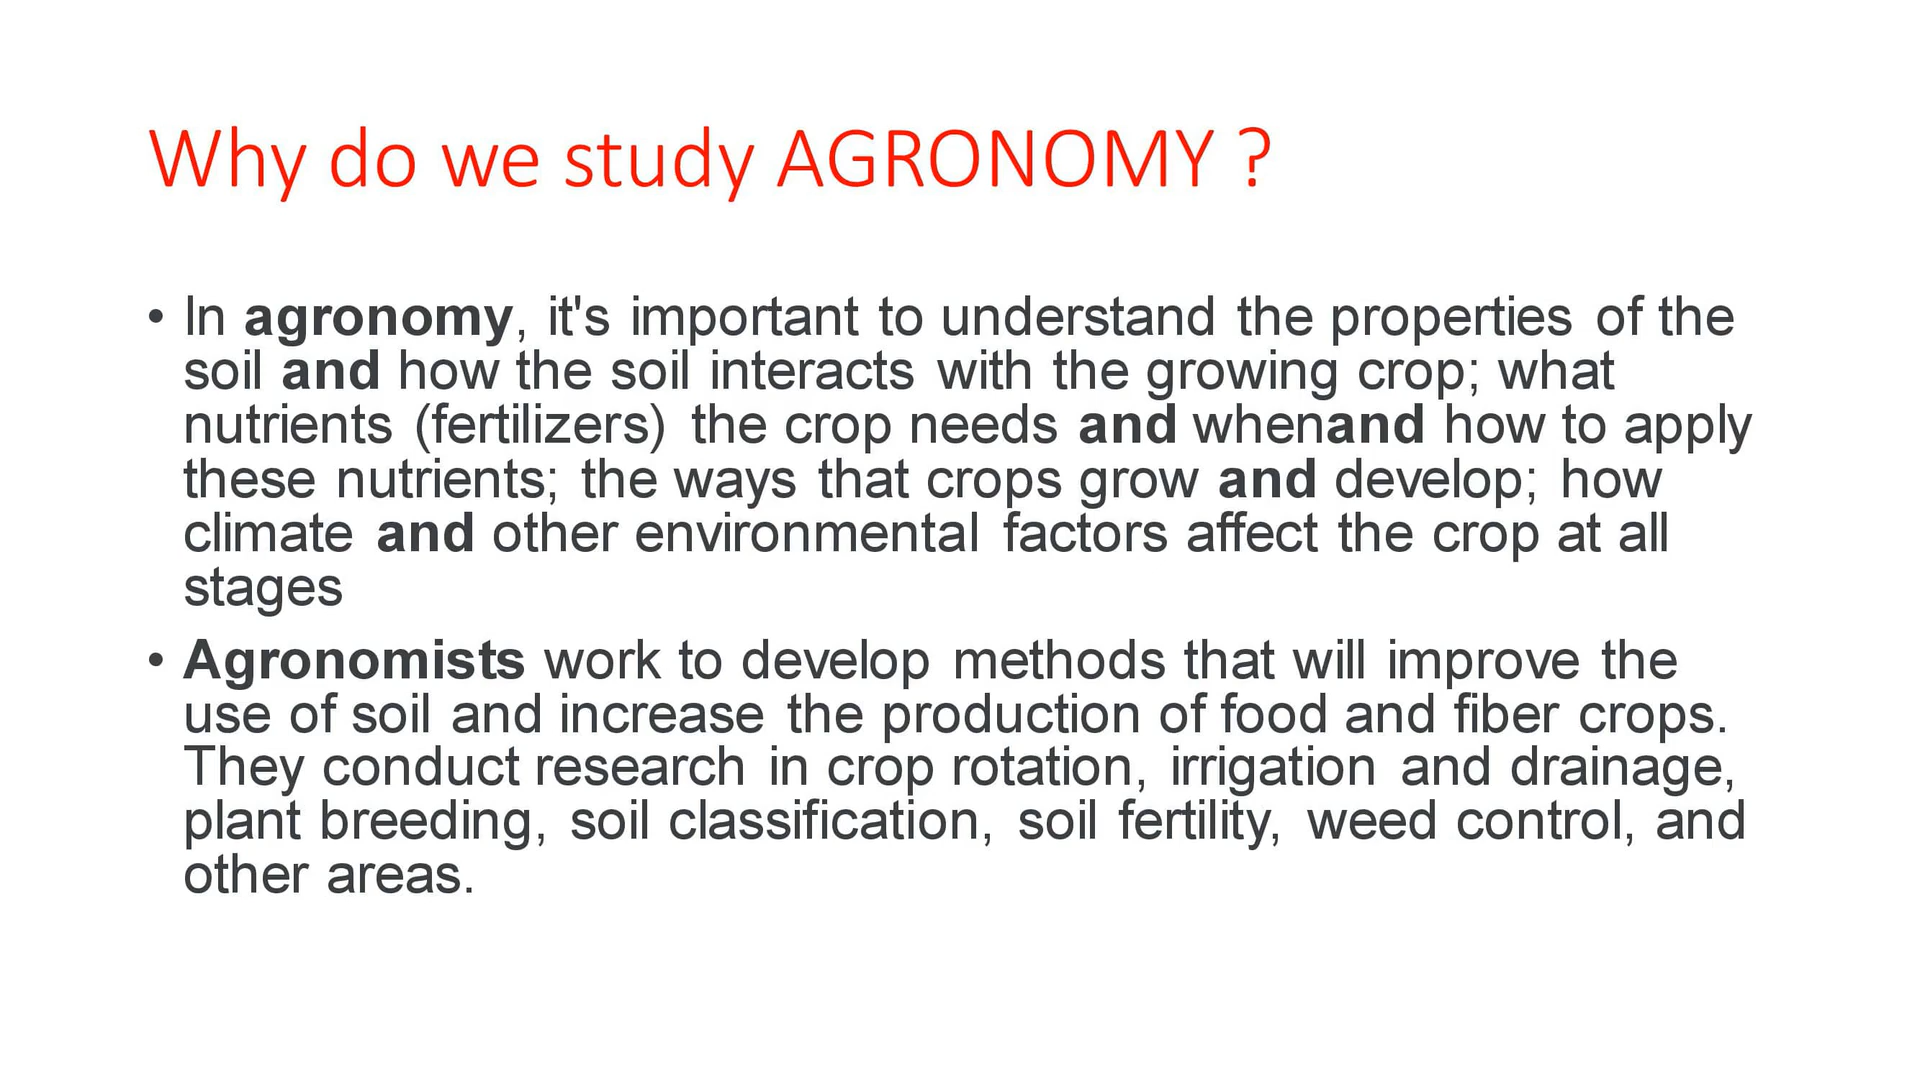 Why do we study AGRONOMY ?
• In agronomy, it's important to understand the properties of the
soil and how the soil interacts with the growing crop; what
nutrients (fertilizers) the crop needs and whenand how to apply
these nutrients; the ways that crops grow and develop; how
climate and other environmental factors affect the crop at all
stages
• Agronomists work to develop methods that will improve the
use of soil and increase the production of food and fiber crops.
They conduct research in crop rotation, irrigation and drainage,
plant breeding, soil classification, soil fertility, weed control, and
other areas.